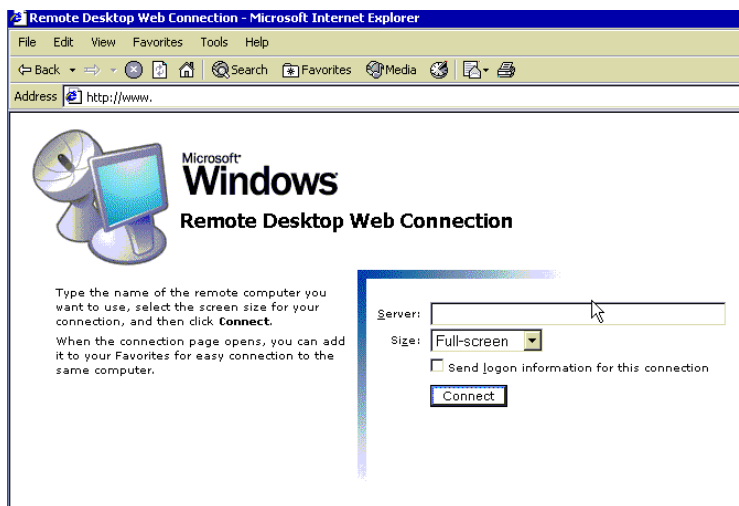 Remote Desktop Web Connection - Microsoft Internet Explorer
File Edit View Favorites Tools Help
Back Search Favorites Media
Address http://www.
Microsoft
Windows
Remote Desktop Web Connection
Type the name of the remote computer you
want to use, select the screen size for your
connection, and then click Connect.
When the connection page opens, you can add
it to your Favorites for easy connection to the
same computer.
Server:
Size: Full-screen
Send logon information for this connection
Connect